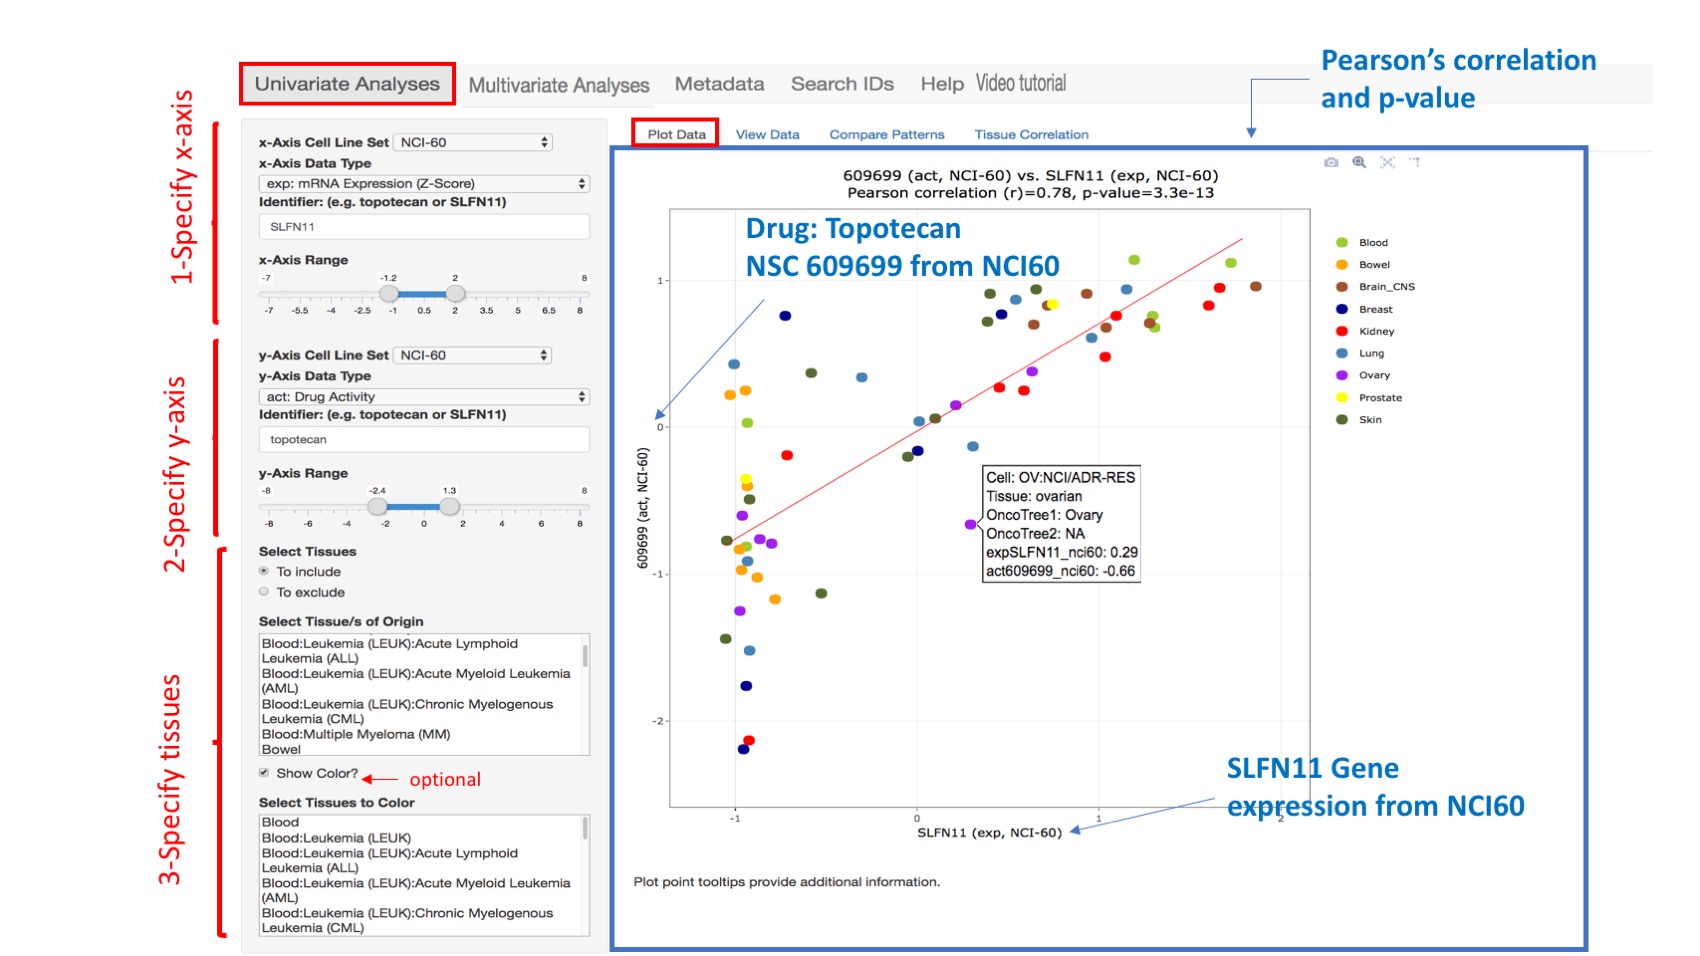 Pearson's correlation
and p-value
Univariate Analyses
Multivariate Analyses
Metadata
Search IDs
Help
Video tutorial
1-Specify x-axis
x-Axis Cell Line Set NCI-60
x-Axis Data Type
exp: mRNA Expression (Z-Score)
Identifier: (e.g. topotecan or SLFN11)
SLFN11
x-Axis Range
-7 -1.2 2 8
-7 -5.5 -4 -2.5 -1 0.5 2 3.5 5 6.5 8
2-Specify y-axis
y-Axis Cell Line Set NCI-60
y-Axis Data Type
act: Drug Activity
Identifier: (e.g. topotecan or SLFN11)
topotecan
y-Axis Range
-8 -2.4 1.3 8
-8 -6 -4 -2 0 2 4 6 8
3-Specify tissues
Select Tissues
To include
To exclude
Select Tissue/s of Origin
Blood:Leukemia (LEUK):Acute Lymphoid
Leukemia (ALL)
Blood:Leukemia (LEUK):Acute Myeloid Leukemia
(AML)
Blood:Leukemia (LEUK):Chronic Myelogenous
Leukemia (CML)
Blood:Multiple Myeloma (MM)
Bowel
Show Color?
optional
Select Tissues to Color
Blood
Blood:Leukemia (LEUK)
Blood:Leukemia (LEUK):Acute Lymphoid
Leukemia (ALL)
Blood:Leukemia (LEUK):Acute Myeloid Leukemia
(AML)
Blood:Leukemia (LEUK):Chronic Myelogenous
Leukemia (CML)
Plot Data
View Data
Compare Patterns
Tissue Correlation
609699 (act, NCI-60) vs. SLFN11 (exp, NCI-60)
Pearson correlation (r)=0.78, p-value=3.3e-13
Drug: Topotecan
NSC 609699 from NCI60
1
0
-1
-2
609699 (act, NCI-60)
Cell: OV:NCI/ADR-RES
Tissue: ovarian
OncoTree1: Ovary
OncoTree2: NA
expSLFN11_nci60: 0.29
act609699_nci60: -0.66
Blood
Bowel
Brain_CNS
Breast
Kidney
Lung
Ovary
Prostate
Skin
SLFN11 Gene
expression from NCI60
-1 0 1 2
SLFN11 (exp, NCI-60)
Plot point tooltips provide additional information.